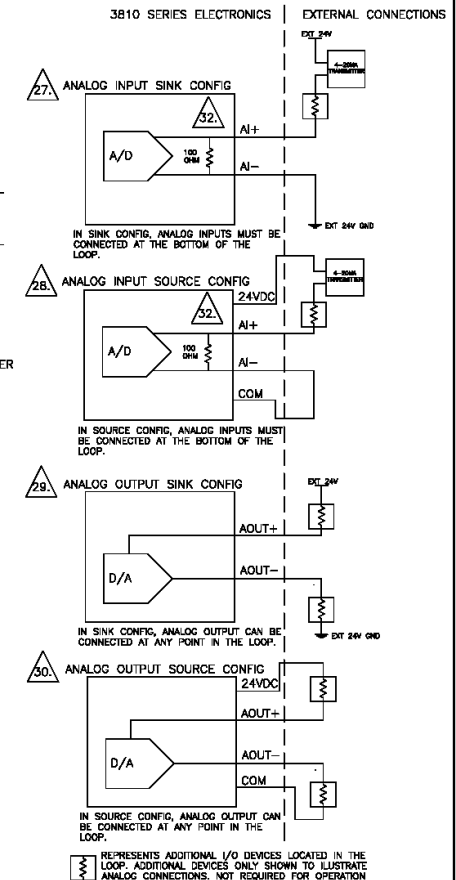 3810 SERIES ELECTRONICS
EXTERNAL CONNECTIONS
27. ANALOG INPUT SINK CONFIG
EXT 24V
4-20MA
TRANSMITTER
32.
A/D
100
OHM
AI+
AI-
EXT 24V GND
IN SINK CONFIG, ANALOG INPUTS MUST BE
CONNECTED AT THE BOTTOM OF THE
LOOP.
28. ANALOG INPUT SOURCE CONFIG
4-20MA
TRANSMITTER
24VDC
32.
A/D
100
OHM
AI+
AI-
COM
ER
IN SOURCE CONFIG, ANALOG INPUTS MUST
BE CONNECTED AT THE BOTTOM OF THE
LOOP.
29. ANALOG OUTPUT SINK CONFIG
EXT 24V
AOUT+
D/A
AOUT-
EXT 24V GND
IN SINK CONFIG, ANALOG OUTPUT CAN BE
CONNECTED AT ANY POINT IN THE LOOP.
30. ANALOG OUTPUT SOURCE CONFIG
24VDC
AOUT+
D/A
AOUT-
COM
IN SOURCE CONFIG, ANALOG OUTPUT CAN
BE CONNECTED AT ANY POINT IN THE
LOOP.
REPRESENTS ADDITIONAL I/O DEVICES LOCATED IN THE
LOOP. ADDITIONAL DEVICES ONLY SHOWN TO ILUSTRATE
ANALOG CONNECTIONS. NOT REQUIRED FOR OPERATION